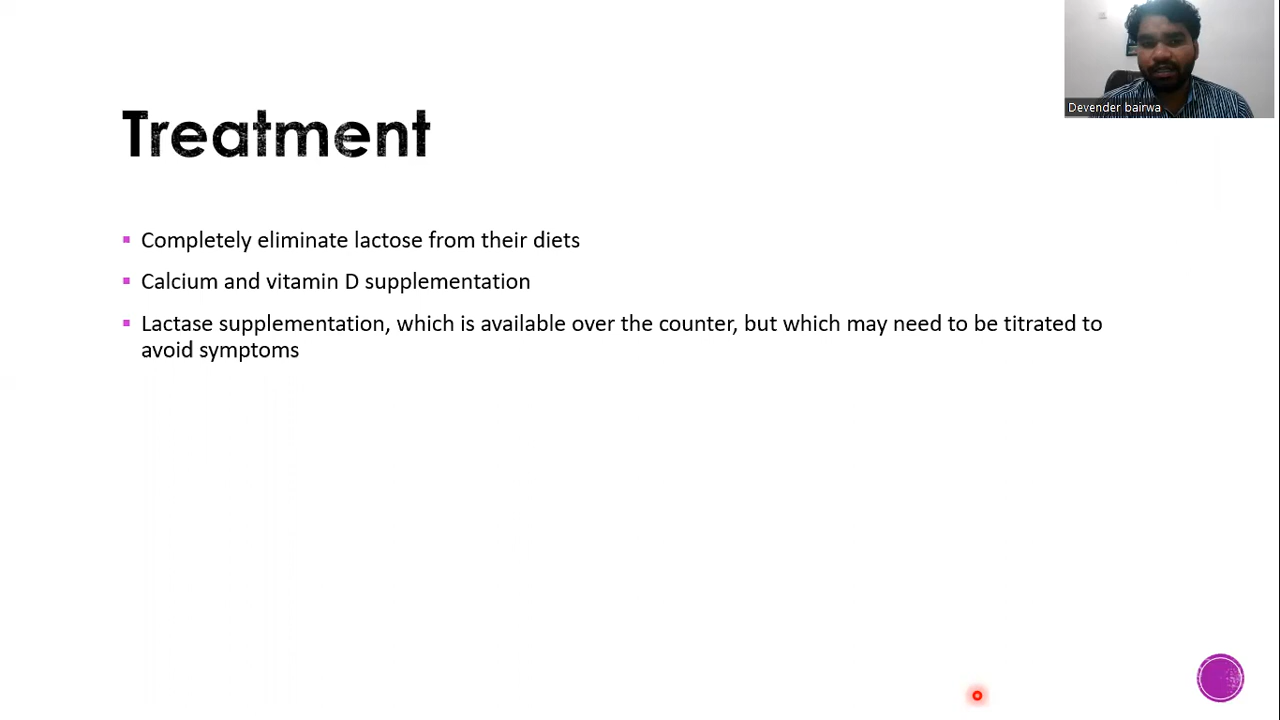 Devender bairwa
Treatment
▪ Completely eliminate lactose from their diets
▪ Calcium and vitamin D supplementation
▪ Lactase supplementation, which is available over the counter, but which may need to be titrated to
avoid symptoms